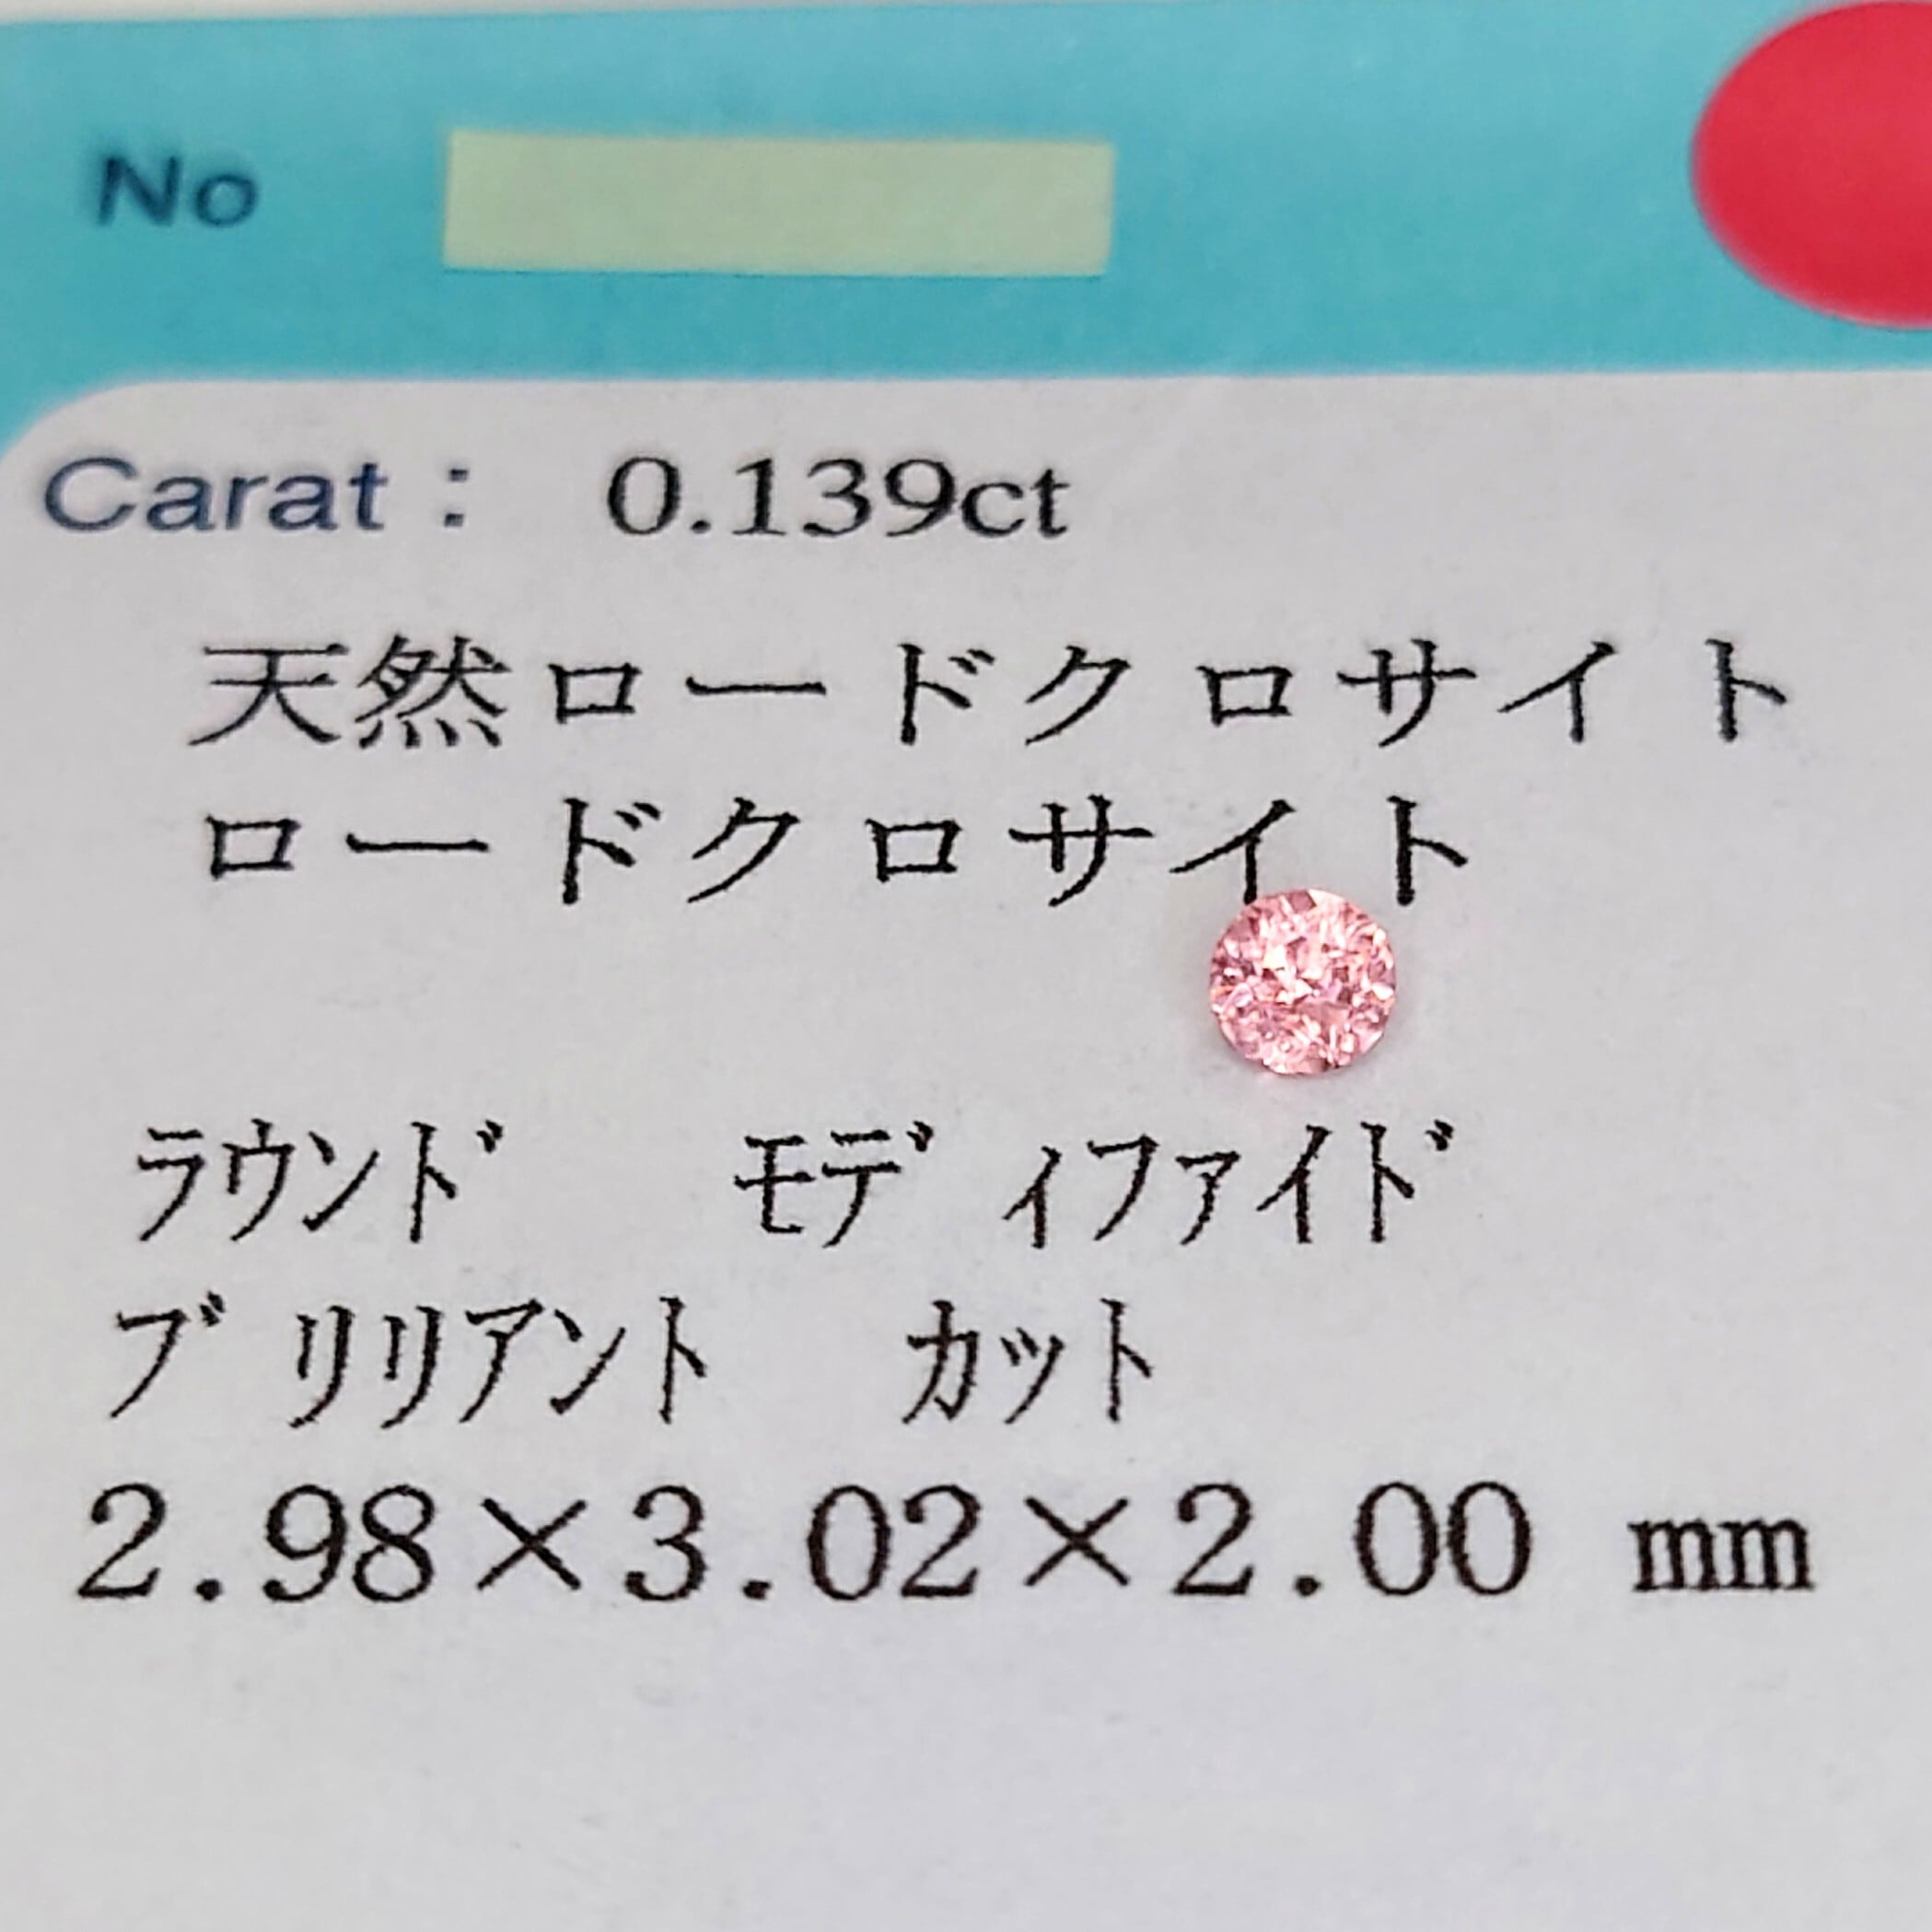 No
Carat : 0.139ct
天然ロードクロサイト
ロードクロサイト
ﾗｳﾝﾄﾞ ﾓﾃﾞｨﾌｧｲﾄﾞ
ﾌﾞﾘﾘｱﾝﾄ ｶｯﾄ
2.98×3.02×2.00 mm